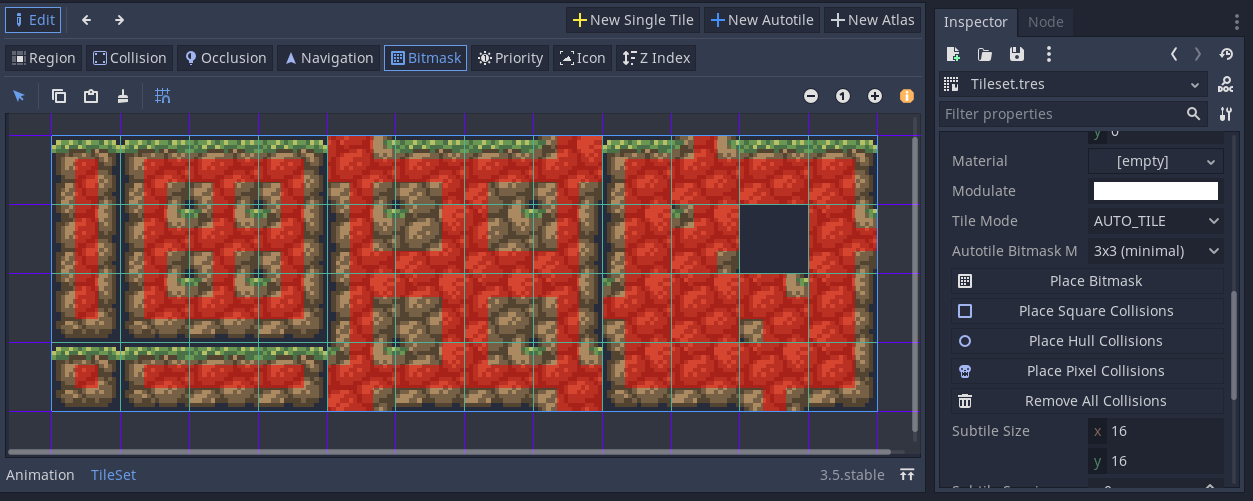 Edit
New Single Tile
New Autotile
New Atlas
Inspector
Node
Region
Collision
Occlusion
Navigation
Bitmask
Priority
Icon
Z Index
1
Tileset.tres
Filter properties
y 0
Material [empty]
Modulate
Tile Mode AUTO_TILE
Autotile Bitmask M 3x3 (minimal)
Place Bitmask
Place Square Collisions
Place Hull Collisions
Place Pixel Collisions
Remove All Collisions
Subtile Size x 16
y 16
Animation
TileSet
3.5.stable